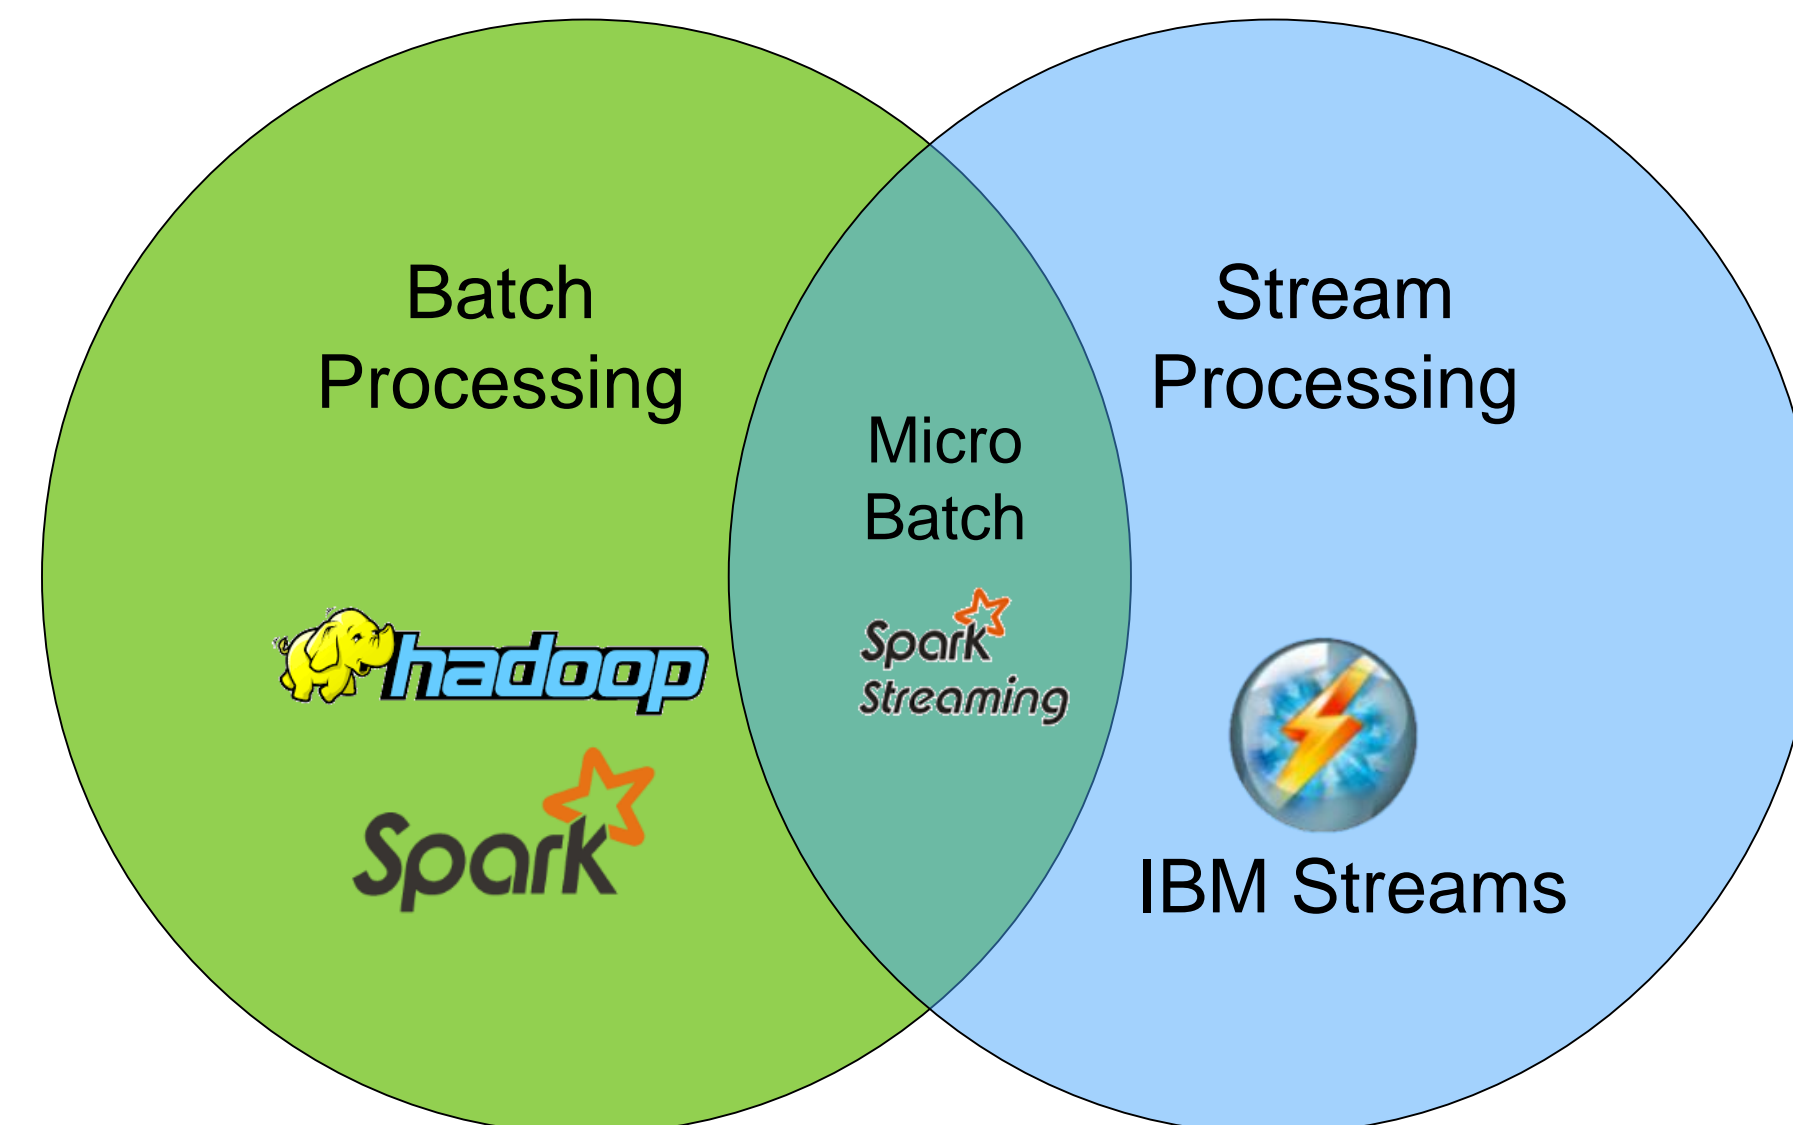 Batch
Processing
hadoop
Spark
Micro
Batch
Spark
Streaming
Stream
Processing
IBM Streams